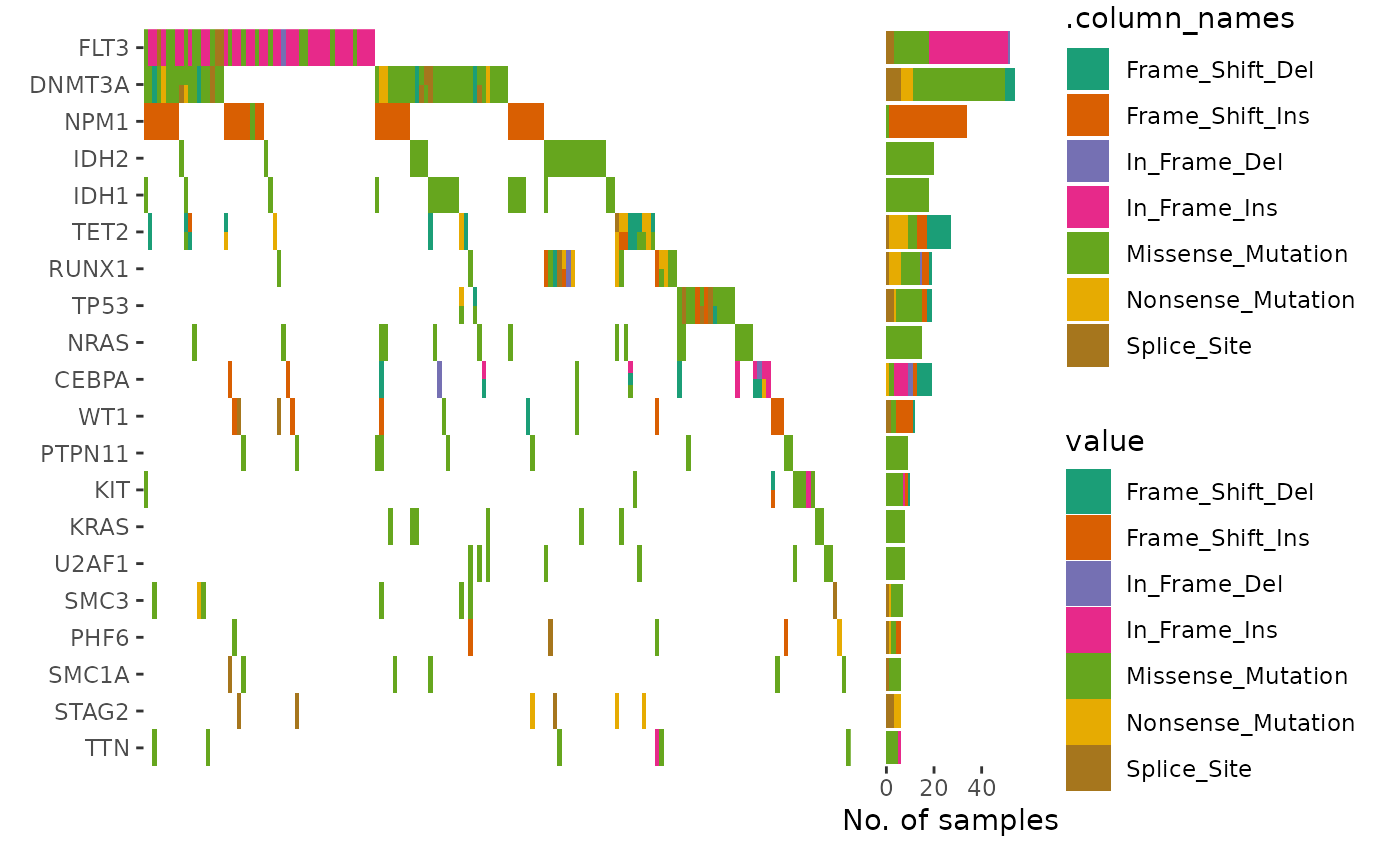 FLT3
DNMT3A
NPM1
IDH2
IDH1
TET2
RUNX1
TP53
NRAS
CEBPA
WT1
PTPN11
KIT
KRAS
U2AF1
SMC3
PHF6
SMC1A
STAG2
TTN
0 20 40
No. of samples
.column_names
Frame_Shift_Del
Frame_Shift_Ins
In_Frame_Del
In_Frame_Ins
Missense_Mutation
Nonsense_Mutation
Splice_Site
value
Frame_Shift_Del
Frame_Shift_Ins
In_Frame_Del
In_Frame_Ins
Missense_Mutation
Nonsense_Mutation
Splice_Site